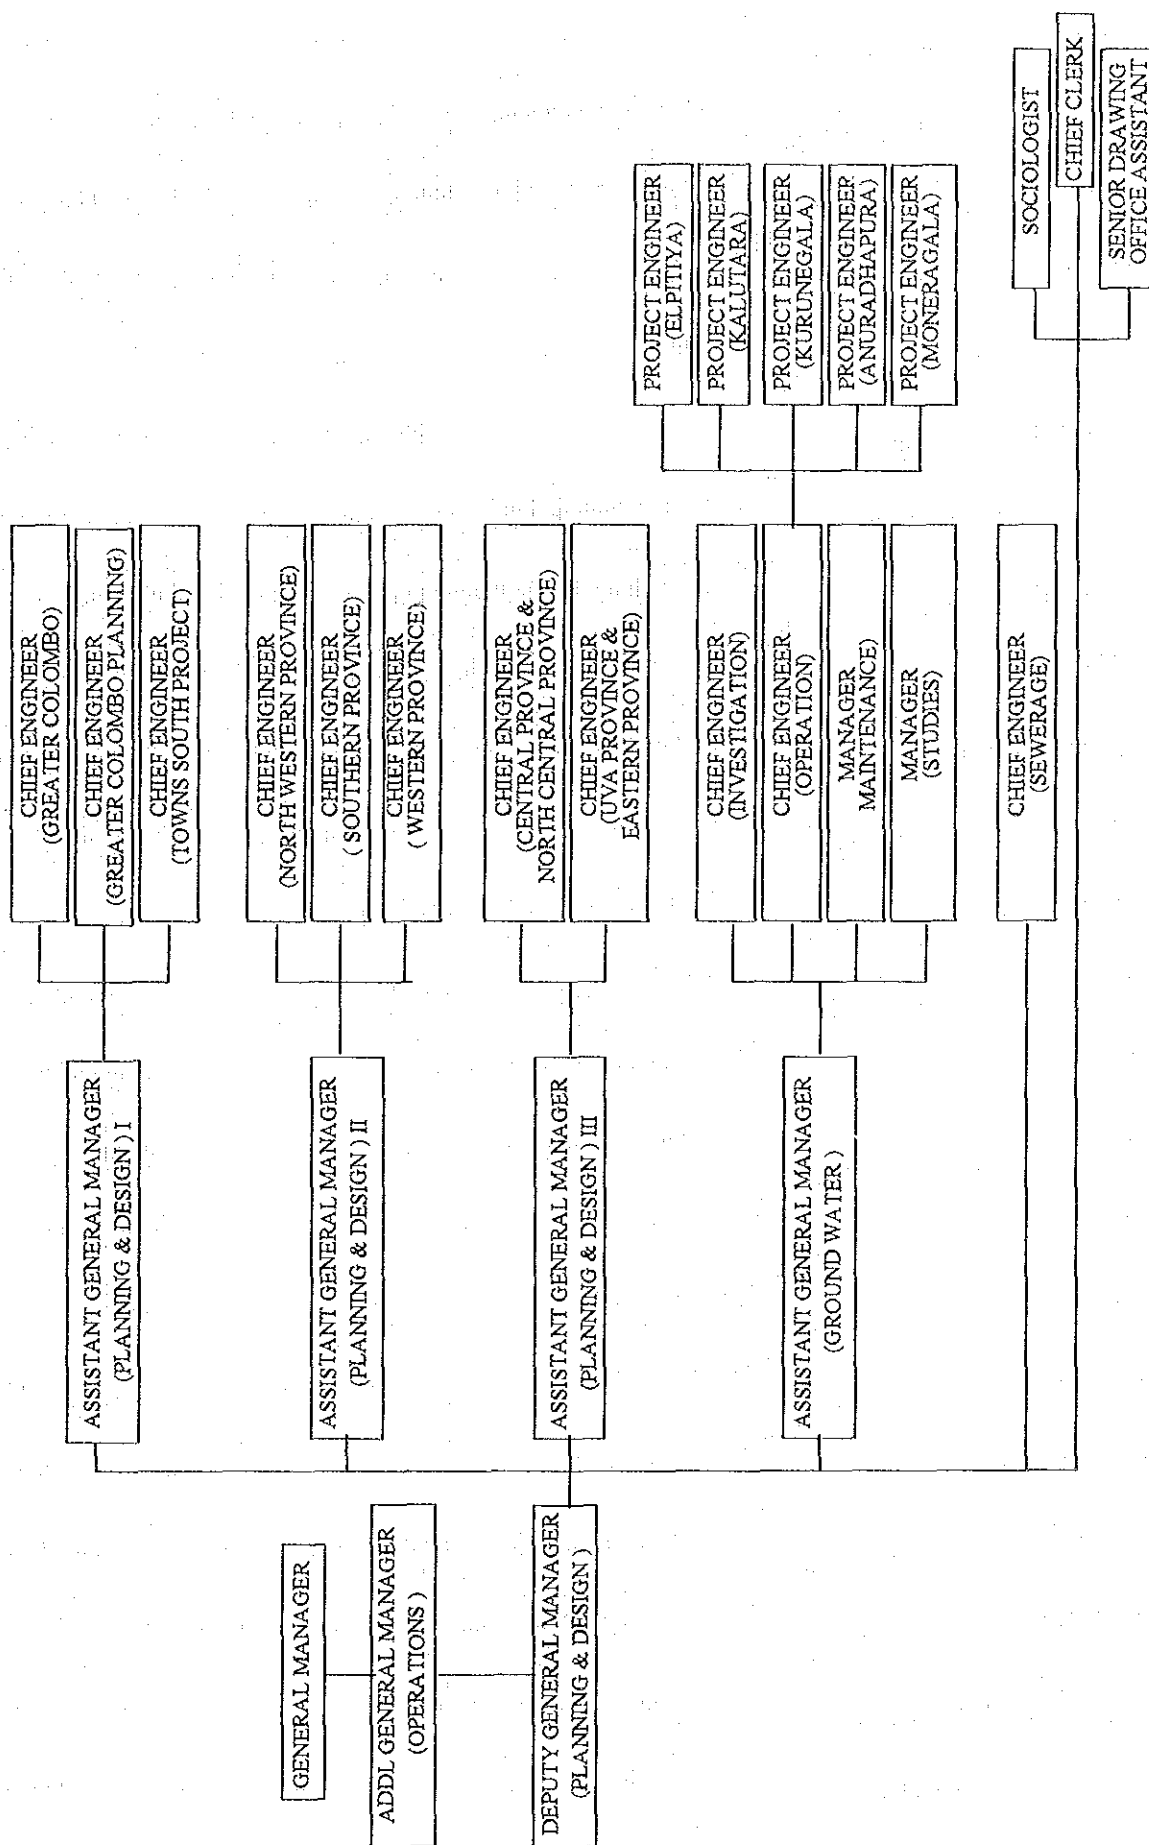 GENERAL MANAGER
ADDL GENERAL MANAGER
(OPERATIONS )
DEPUTY GENERAL MANAGER
(PLANNING & DESIGN )
ASSISTANT GENERAL MANAGER
(PLANNING & DESIGN ) I
ASSISTANT GENERAL MANAGER
(PLANNING & DESIGN ) II
ASSISTANT GENERAL MANAGER
(PLANNING & DESIGN ) III
ASSISTANT GENERAL MANAGER
(GROUND WATER )
CHIEF ENGINEER
(GREATER COLOMBO)
CHIEF ENGINEER
(GREATER COLOMBO PLANNING)
CHIEF ENGINEER
(TOWNS SOUTH PROJECT)
CHIEF ENGINEER
(NORTH WESTERN PROVINCE)
CHIEF ENGINEER
( SOUTHERN PROVINCE)
CHIEF ENGINEER
( WESTERN PROVINCE)
CHIEF ENGINEER
(CENTRAL PROVINCE &
NORTH CENTRAL PROVINCE)
CHIEF ENGINEER
(UVA PROVINCE &
EASTERN PROVINCE)
CHIEF ENGINEER
(INVESTIGATION)
CHIEF ENGINEER
(OPERATION)
MANAGER
MAINTENANCE)
MANAGER
(STUDIES)
CHIEF ENGINEER
(SEWERAGE)
PROJECT ENGINEER
(ELPITIYA)
PROJECT ENGINEER
(KALUTARA)
PROJECT ENGINEER
(KURUNEGALA)
PROJECT ENGINEER
(ANURADHAPURA)
PROJECT ENGINEER
(MONERAGALA)
SOCIOLOGIST
CHIEF CLERK
SENIOR DRAWING
OFFICE ASSISTANT